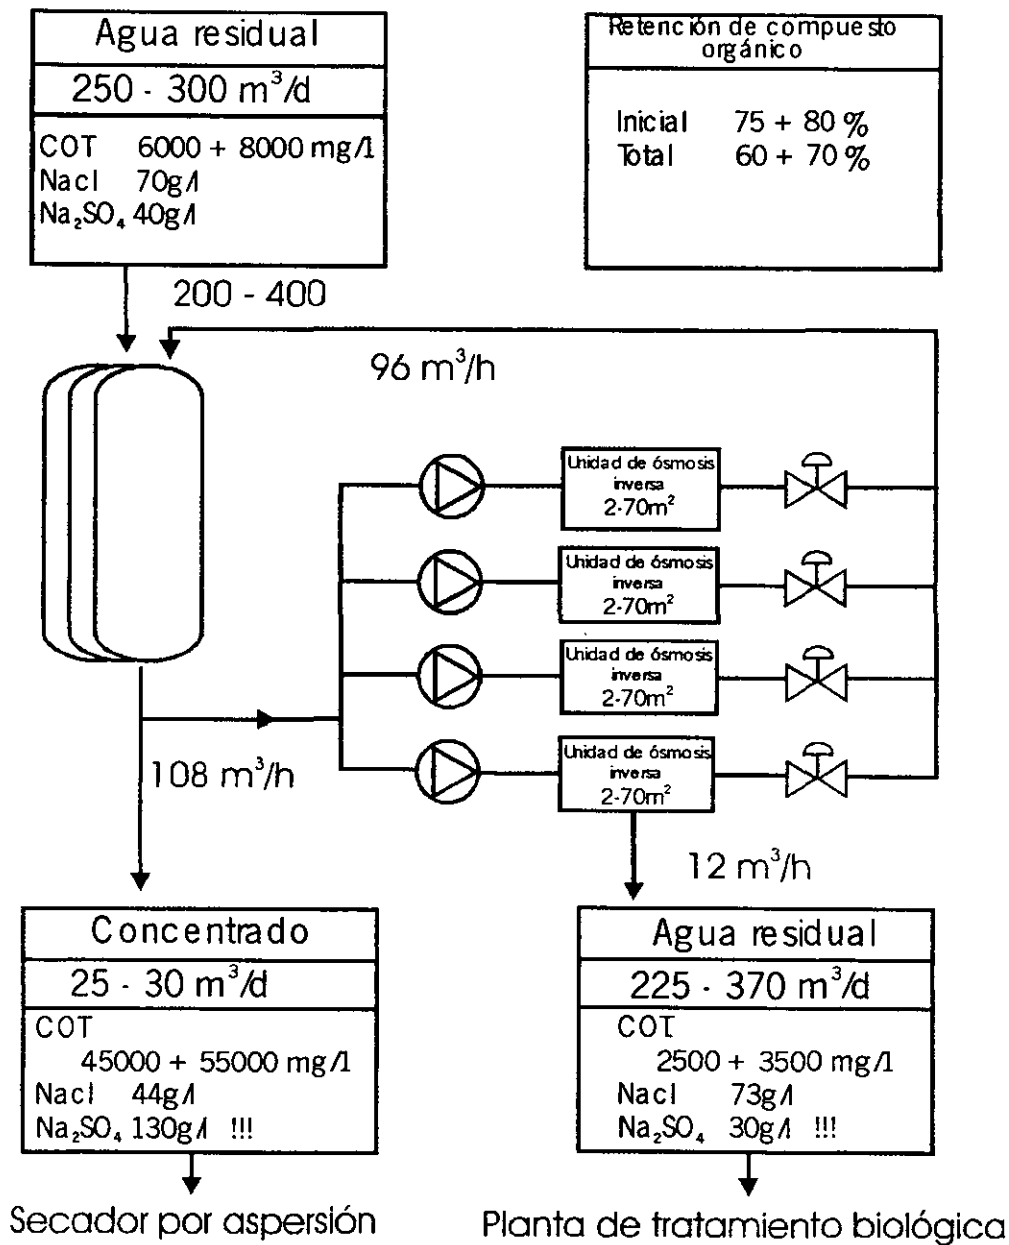 Agua residual
250 - 300 m³/d
COT 6000 + 8000 mg/l
Nacl 70g/l
Na₂SO₄ 40g/l
Retención de compuesto
orgánico
Inicial 75 + 80 %
Total 60 + 70 %
200 - 400
96 m³/h
Unidad de ósmosis
inversa
2-70m²
Unidad de ósmosis
inversa
2-70m²
Unidad de ósmosis
inversa
2-70m²
Unidad de ósmosis
inversa
2-70m²
108 m³/h
12 m³/h
Concentrado
25 - 30 m³/d
COT
45000 + 55000 mg/l
Nacl 44g/l
Na₂SO₄ 130g/l !!!
Agua residual
225 - 370 m³/d
COT
2500 + 3500 mg/l
Nacl 73g/l
Na₂SO₄ 30g/l !!!
Secador por aspersión
Planta de tratamiento biológica